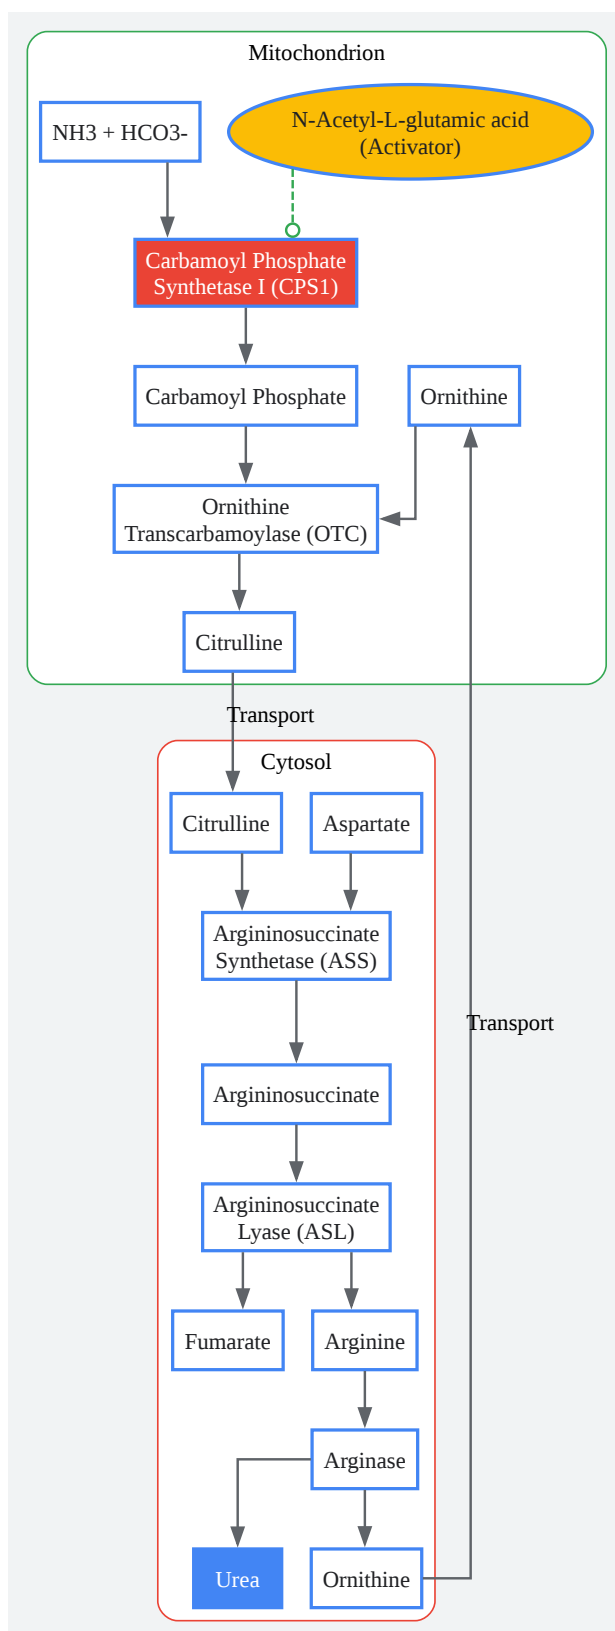 Mitochondrion
NH3 + HCO3-
N-Acetyl-L-glutamic acid
(Activator)
Carbamoyl Phosphate
Synthetase I (CPS1)
Carbamoyl Phosphate
Ornithine
Ornithine
Transcarbamoylase (OTC)
Citrulline
Transport
Cytosol
Citrulline
Aspartate
Argininosuccinate
Synthetase (ASS)
Transport
Argininosuccinate
Argininosuccinate
Lyase (ASL)
Fumarate
Arginine
Arginase
Urea
Ornithine